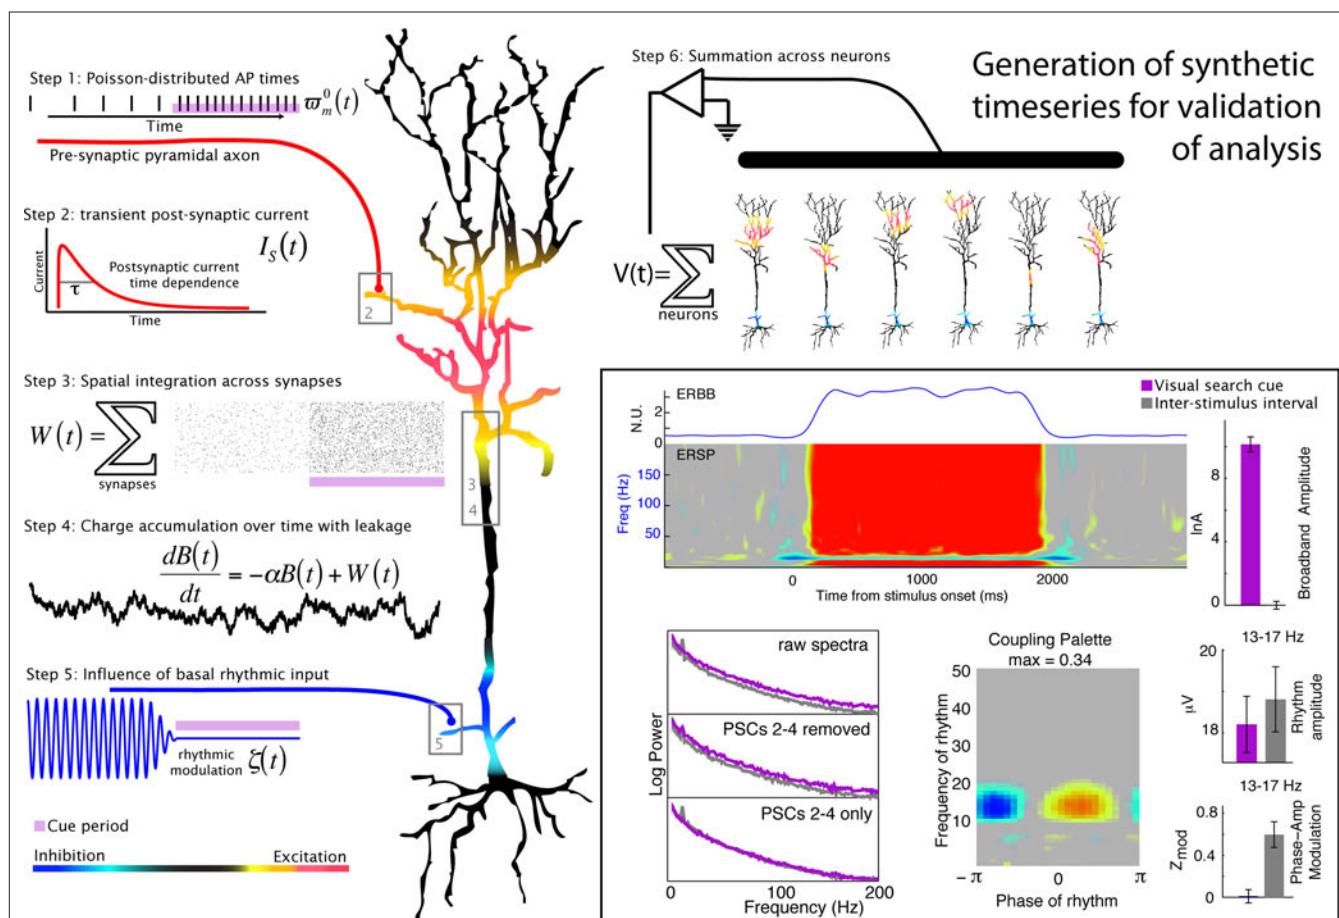 Generation of synthetic
timeseries for validation
of analysis
Step 1: Poisson-distributed AP times
ϖ_m^0(t)
Time
Pre-synaptic pyramidal axon
Step 2: transient post-synaptic current
I_S(t)
Current
Postsynaptic current
time dependence
τ
Time
2
Step 3: Spatial integration across synapses
W(t) = ∑
synapses
3
4
Step 4: Charge accumulation over time with leakage
dB(t)/dt = -αB(t) + W(t)
Step 5: Influence of basal rhythmic input
rhythmic
modulation ζ(t)
5
Cue period
Inhibition
Excitation
Step 6: Summation across neurons
V(t)=∑
neurons
ERBB
N.U.
2
0
ERSP
Freq (Hz)
150
100
50
0
1000
2000
Time from stimulus onset (ms)
Visual search cue
Inter-stimulus interval
10
8
4
0
lnA
Broadband Amplitude
raw spectra
PSCs 2-4 removed
PSCs 2-4 only
Log Power
0
100
200
Frequency (Hz)
Coupling Palette
max = 0.34
50
40
30
20
10
Frequency of rhythm
-π
0
π
Phase of rhythm
13-17 Hz
20
18
μV
Rhythm
amplitude
13-17 Hz
0.8
0.4
0
Z_mod
Phase-Amp
Modulation